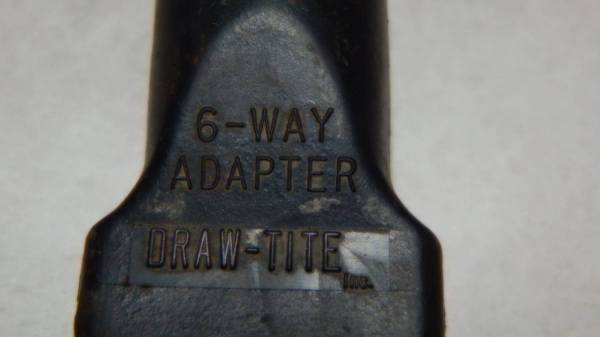 6-WAY
ADAPTER
DRAW-TITE
Inc.